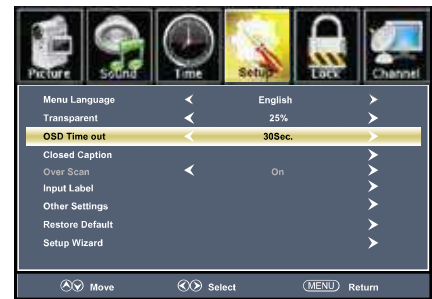 Picture Sound Time Setup Lock Channel
Menu Language English
Transparent 25%
OSD Time out 30Sec.
Closed Caption
Over Scan On
Input Label
Other Settings
Restore Default
Setup Wizard
Move Select MENU Return